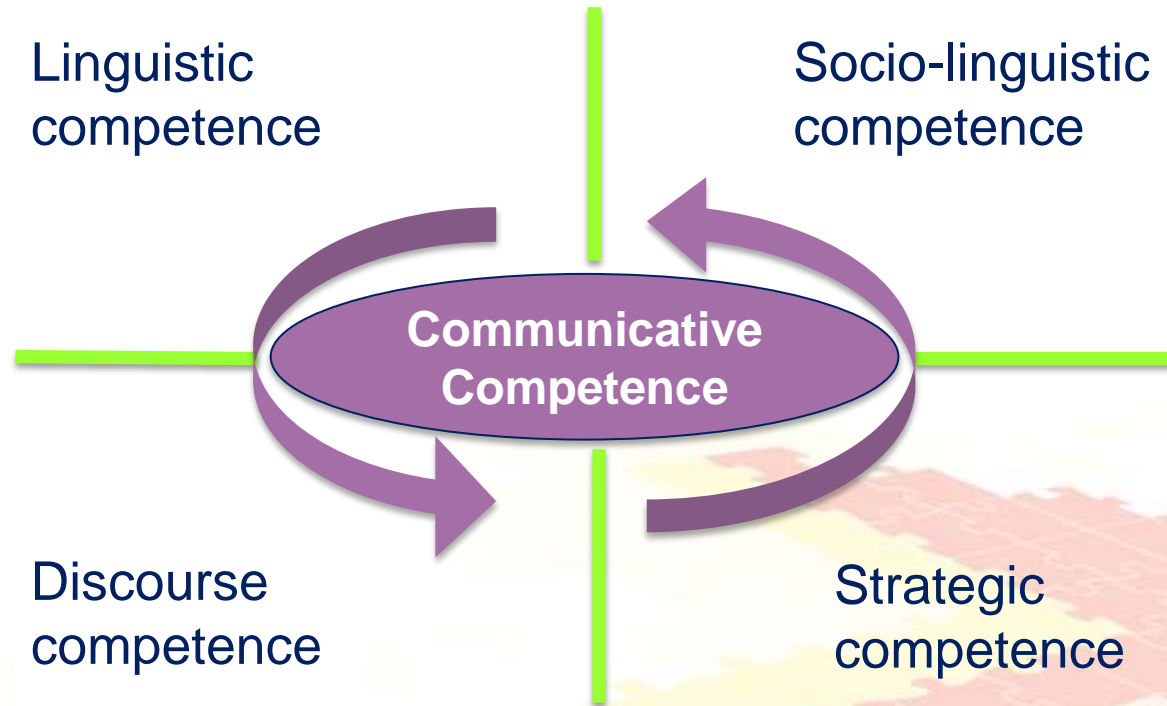 Linguistic
competence
Socio-linguistic
competence
Communicative
Competence
Discourse
competence
Strategic
competence